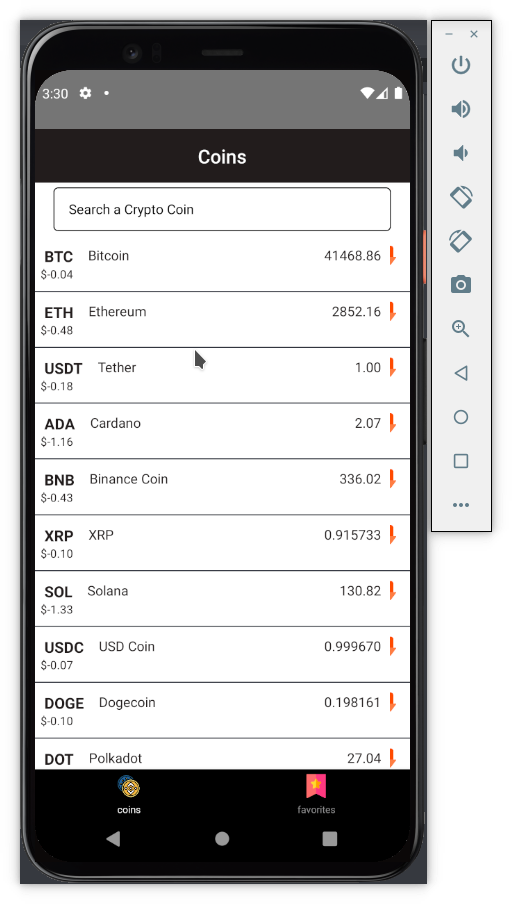 3:30
Coins
Search a Crypto Coin
BTC Bitcoin 41468.86
$-0.04
ETH Ethereum 2852.16
$-0.48
USDT Tether 1.00
$-0.18
ADA Cardano 2.07
$-1.16
BNB Binance Coin 336.02
$-0.43
XRP XRP 0.915733
$-0.10
SOL Solana 130.82
$-1.33
USDC USD Coin 0.999670
$-0.07
DOGE Dogecoin 0.198161
$-0.10
DOT Polkadot 27.04
coins favorites